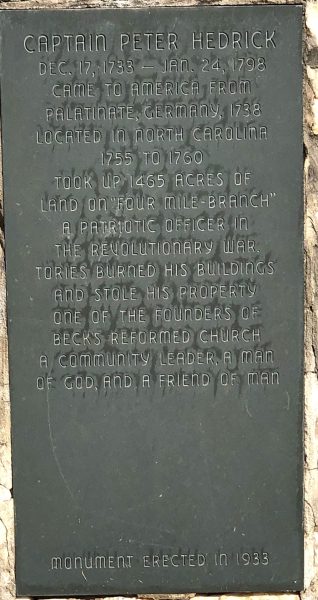 CAPTAIN PETER HEDRICK
DEC. 17, 1733 — JAN. 24, 1798
CAME TO AMERICA FROM
PALATINATE, GERMANY, 1738
LOCATED IN NORTH CAROLINA
1755 TO 1760
TOOK UP 1465 ACRES OF
LAND ON "FOUR MILE-BRANCH"
A PATRIOTIC OFFICER IN
THE REVOLUTIONARY WAR.
TORIES BURNED HIS BUILDINGS
AND STOLE HIS PROPERTY
ONE OF THE FOUNDERS OF
BECK'S REFORMED CHURCH
A COMMUNITY LEADER, A MAN
OF GOD, AND A FRIEND OF MAN
MONUMENT ERECTED IN 1933